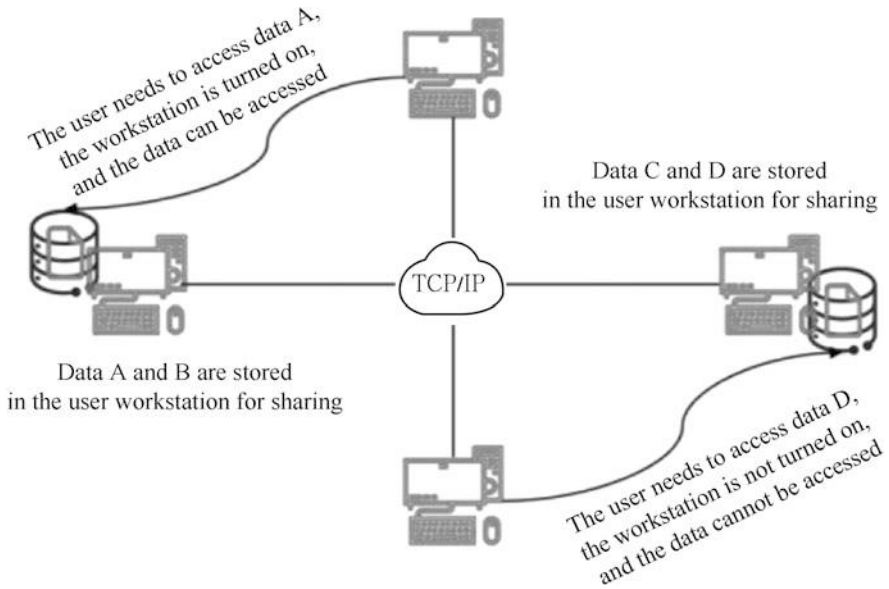 The user needs to access data A,
the workstation is turned on,
and the data can be accessed
Data C and D are stored
in the user workstation for sharing
TCP/IP
Data A and B are stored
in the user workstation for sharing
The user needs to access data D,
the workstation is not turned on,
and the data cannot be accessed